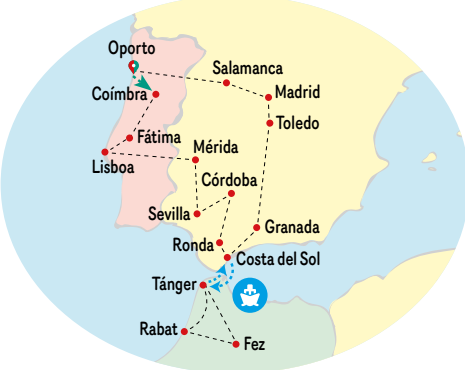 Oporto
Salamanca
Coímbra
Madrid
Toledo
Fátima
Mérida
Lisboa
Córdoba
Sevilla
Granada
Ronda
Costa del Sol
Tánger
Rabat
Fez